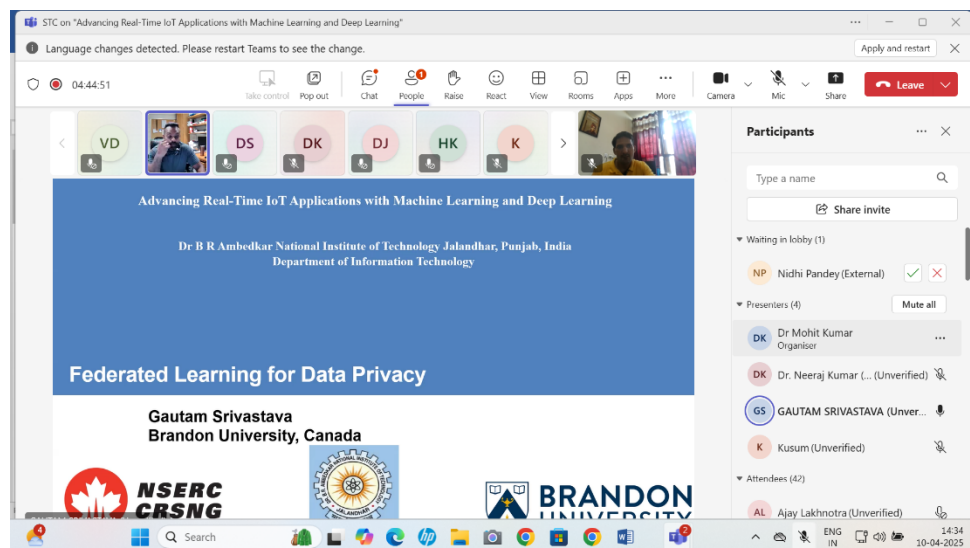 STC on "Advancing Real-Time IoT Applications with Machine Learning and Deep Learning"
Language changes detected. Please restart Teams to see the change.
Apply and restart
04:44:51
Take control
Pop out
Chat
People
Raise
React
View
Rooms
Apps
More
Camera
Mic
Share
Leave
VD
DS
DK
DJ
HK
K
Advancing Real-Time IoT Applications with Machine Learning and Deep Learning
Dr B R Ambedkar National Institute of Technology Jalandhar, Punjab, India
Department of Information Technology
Federated Learning for Data Privacy
Gautam Srivastava
Brandon University, Canada
NSERC
CRSNG
JALANDHAR
BRANDON
UNIVERSITY
Participants
Type a name
Share invite
Waiting in lobby (1)
NP Nidhi Pandey (External)
Presenters (4)
Mute all
DK Dr Mohit Kumar
Organiser
DK Dr. Neeraj Kumar (... (Unverified)
GS GAUTAM SRIVASTAVA (Unver...
K Kusum (Unverified)
Attendees (42)
AL Ajay Lakhnotra (Unverified)
4
Search
hp
2
ENG
IN
14:34
10-04-2025